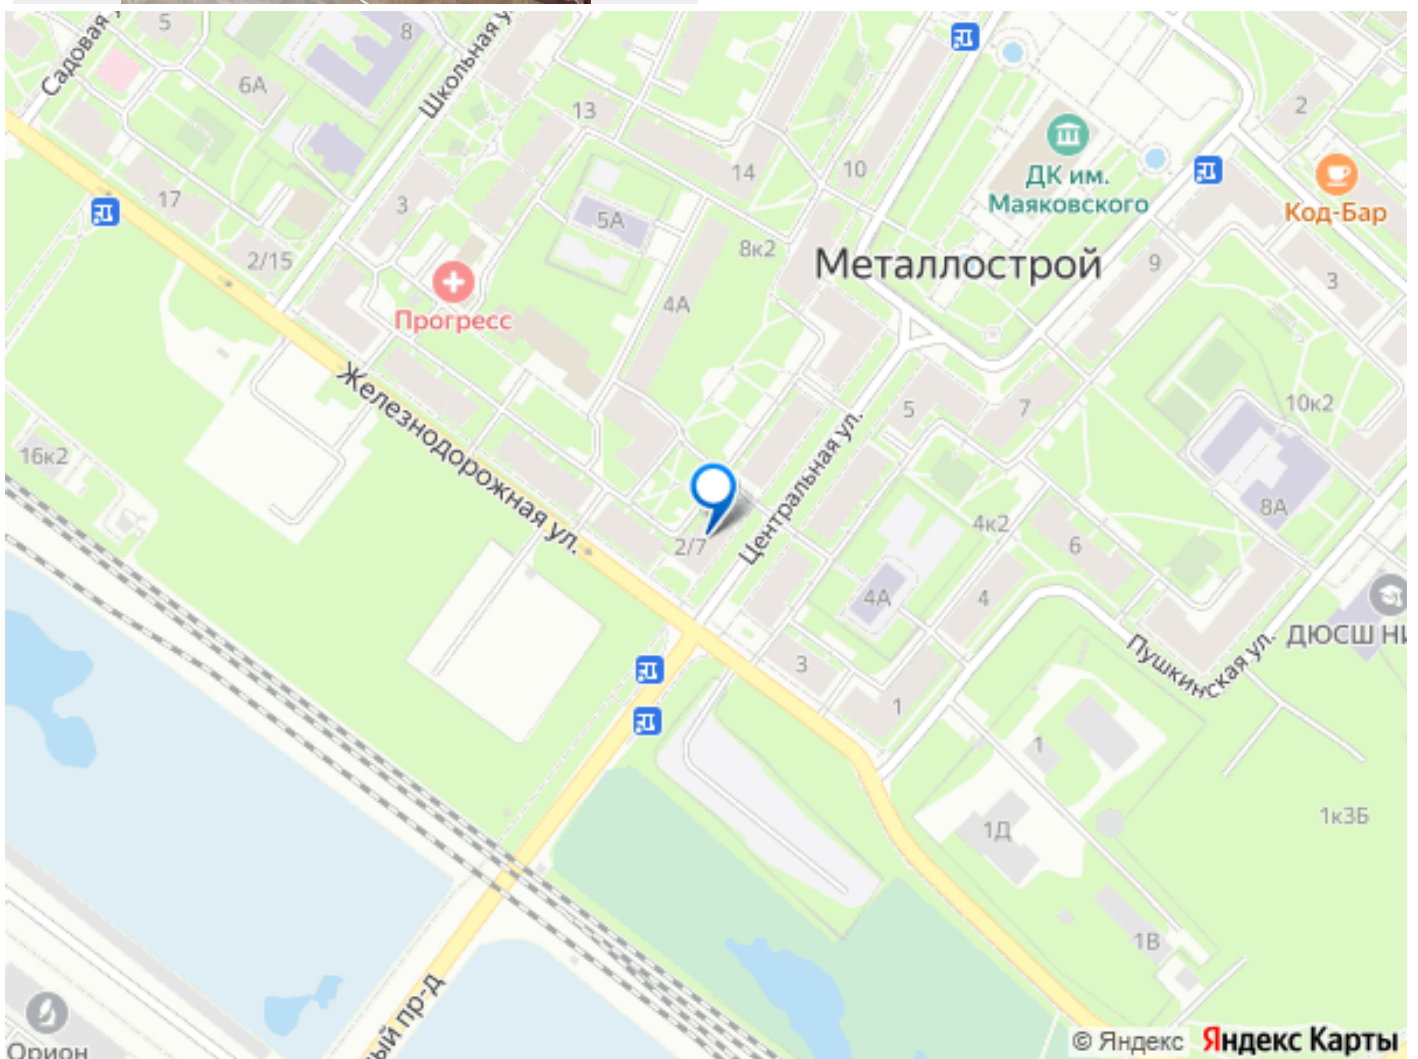 5
8
Садовая у
Школьная у
6А
13
2
14
10
ДК им.
Маяковского
Код-Бар
17
3
5А
8к2
Металлострой
9
3
2/15
4А
Прогресс
Железнодорожная ул.
5
7
10к2
Центральная ул.
16к2
8А
4к2
6
2/7
4А
4
ДЮСШ НИ
Пушкинская ул.
3
1
1
1Д
1к3Б
1В
ый пр-д
Орион
© Яндекс Яндекс Карты